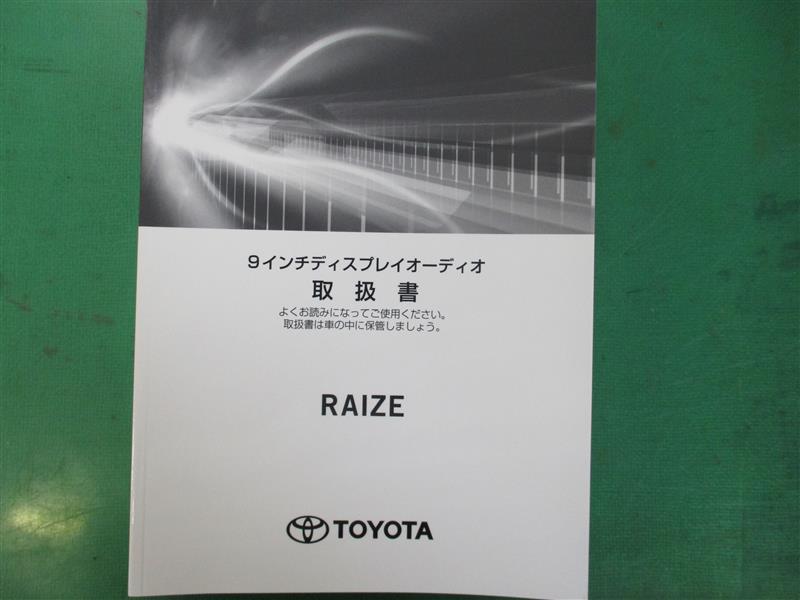 9インチディスプレイオーディオ
取扱書
よくお読みになってご使用ください。
取扱書は車の中に保管しましょう。
RAIZE
TOYOTA